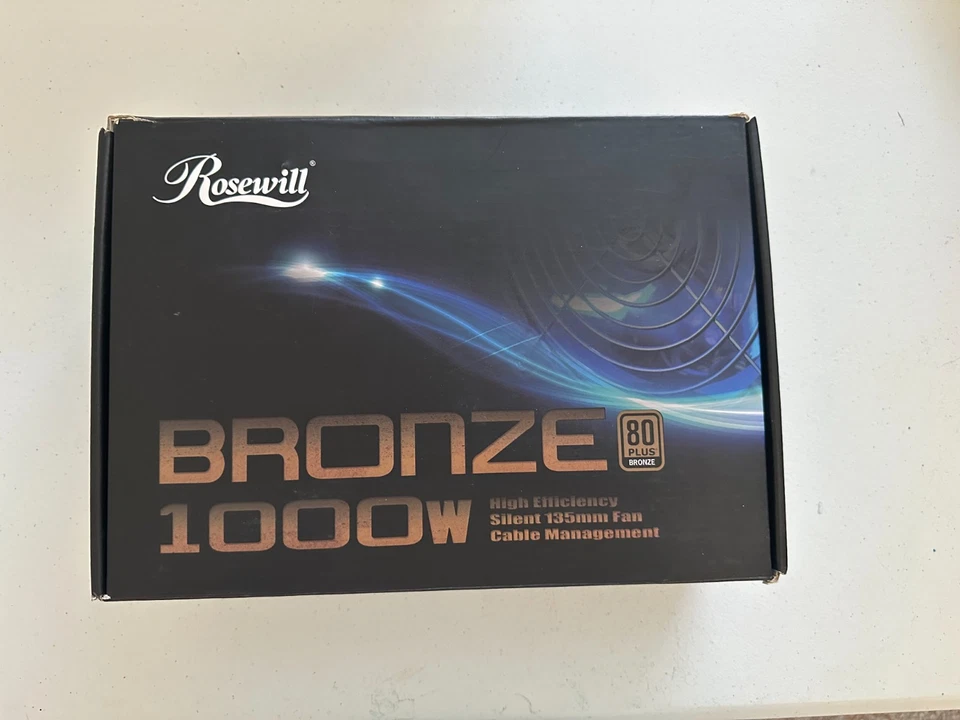 Rosewill®
BRONZE
80
PLUS
BRONZE
1000W
High Efficiency
Silent 135mm Fan
Cable Management